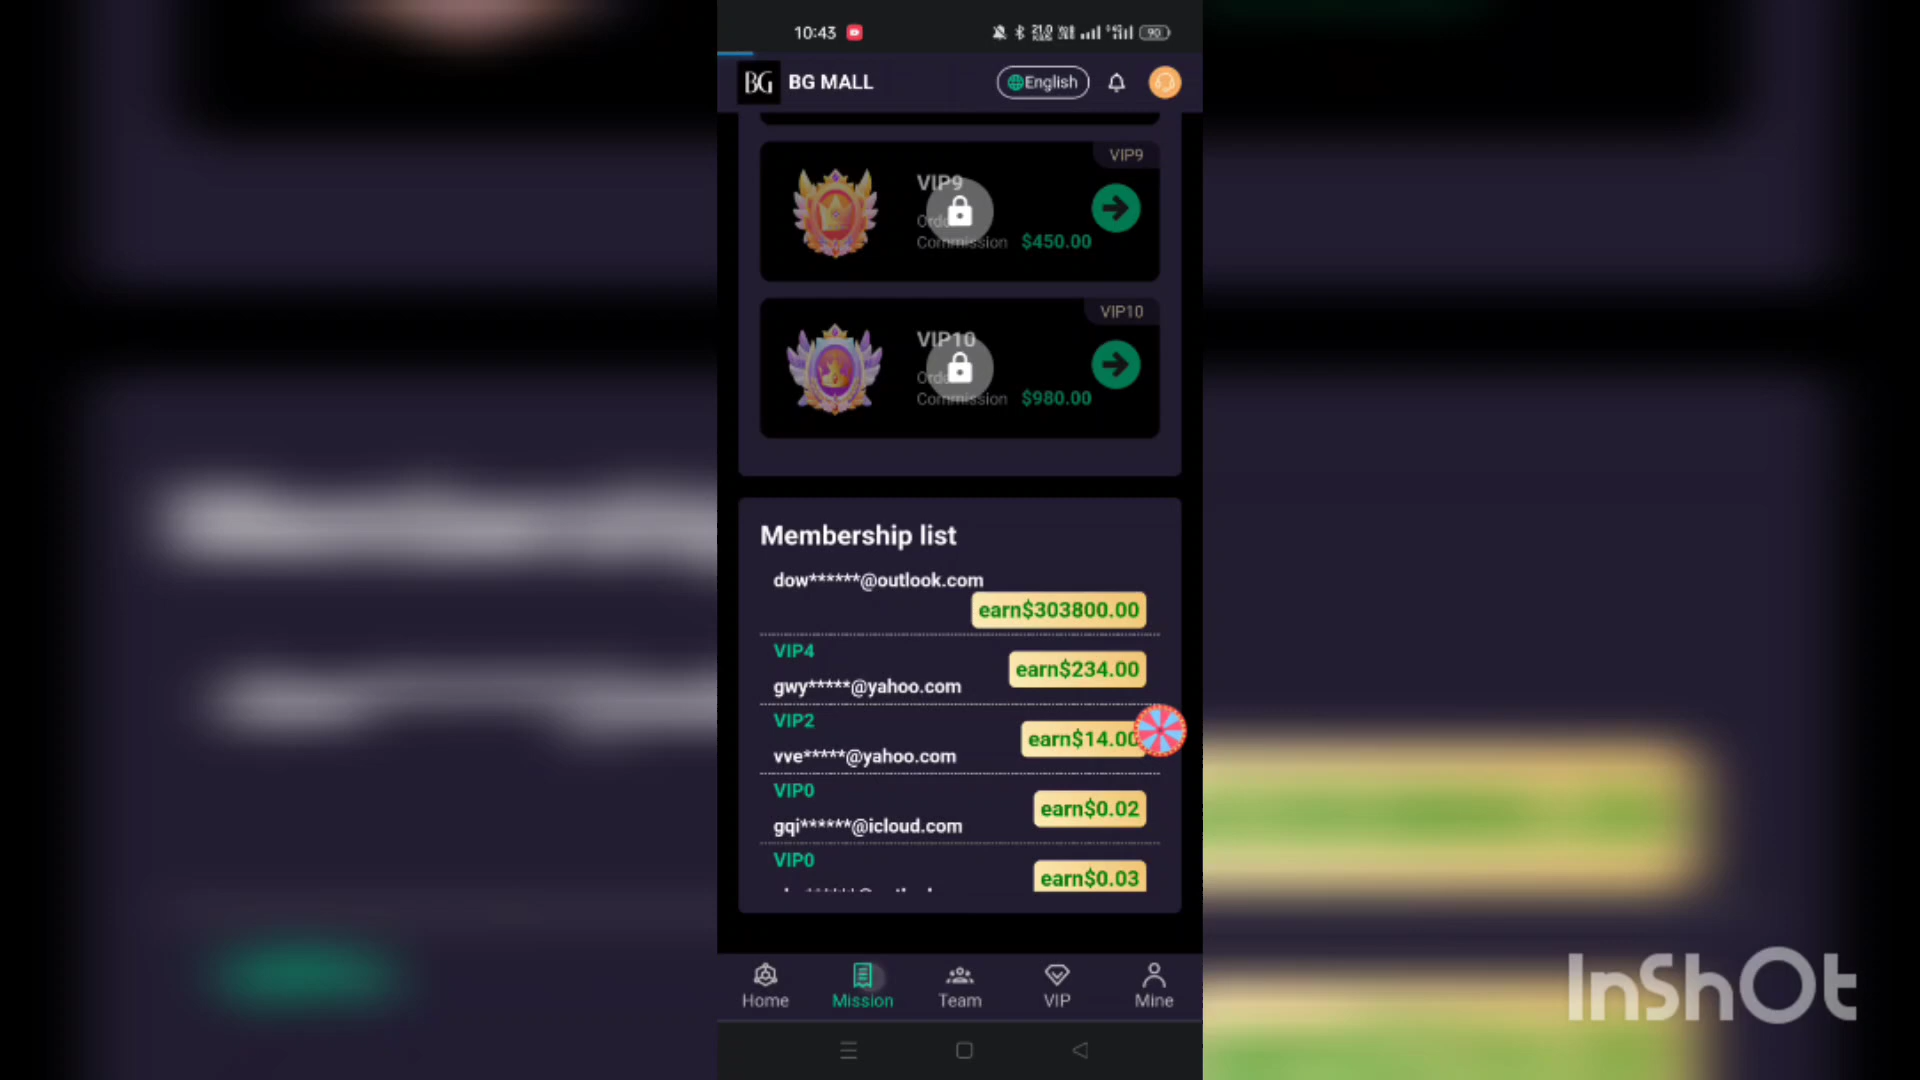 10:43
90
BG BG MALL English
VIP9
VIP9
Commission $450.00
VIP10
VIP10
Commission $980.00
Membership list
dow******@outlook.com
earn$303800.00
VIP4
earn$234.00
gwy*****@yahoo.com
VIP2
earn$14.00
vve*****@yahoo.com
VIP0
earn$0.02
gqi******@icloud.com
VIP0
earn$0.03
Home Mission Team VIP Mine
InShOt